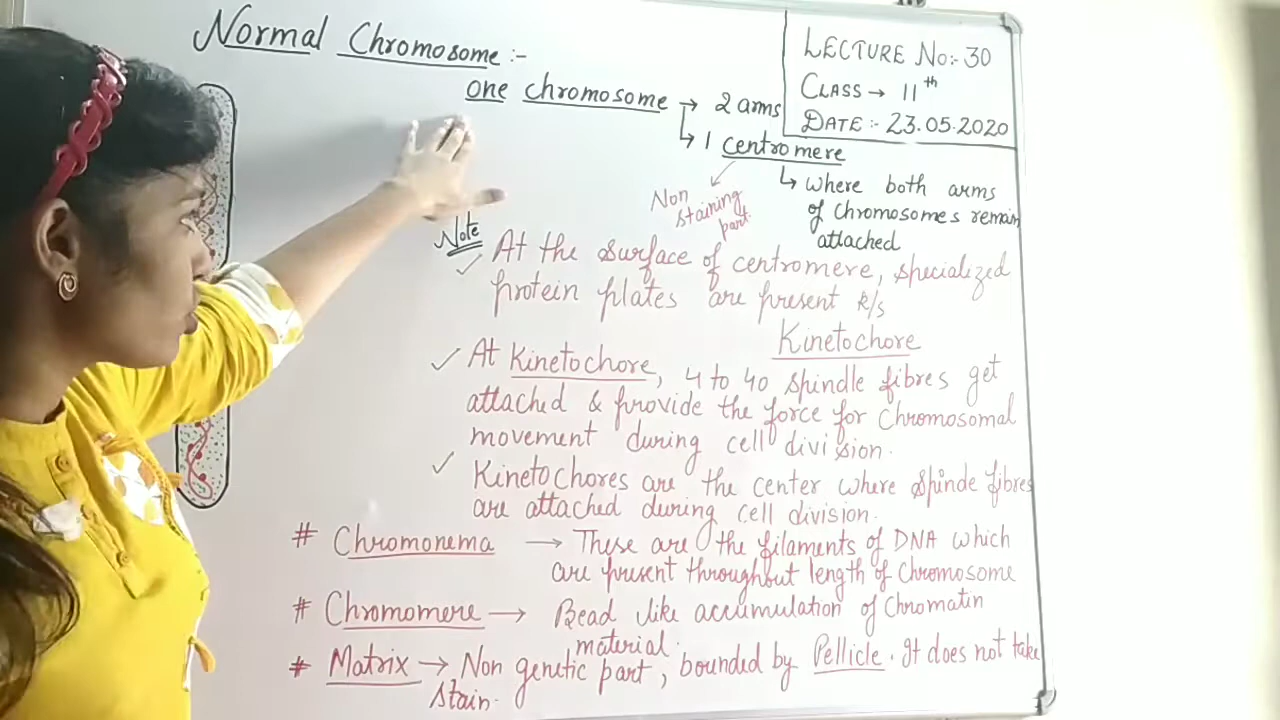 Normal Chromosome :-
LECTURE No:- 30
CLASS → 11th
DATE :- 23.05.2020
one chromosome → 2 arms
↳ 1 centromere
Non
staining
part.
↳ where both arms
of chromosomes remain
attached
Note
✓ At the surface of centromere, specialized
protein plates are present k/s
Kinetochore
✓ At Kinetochore, 4 to 40 spindle fibres get
attached & provide the force for chromosomal
movement during cell division.
✓ Kinetochores are the center where spinde fibres
are attached during cell division.
# Chromonema → These are the filaments of DNA which
are present throughout length of chromosome
# Chromomere → Bead like accumulation of Chromatin
material.
# Matrix → Non genetic part, bounded by Pellicle. It does not take
stain.